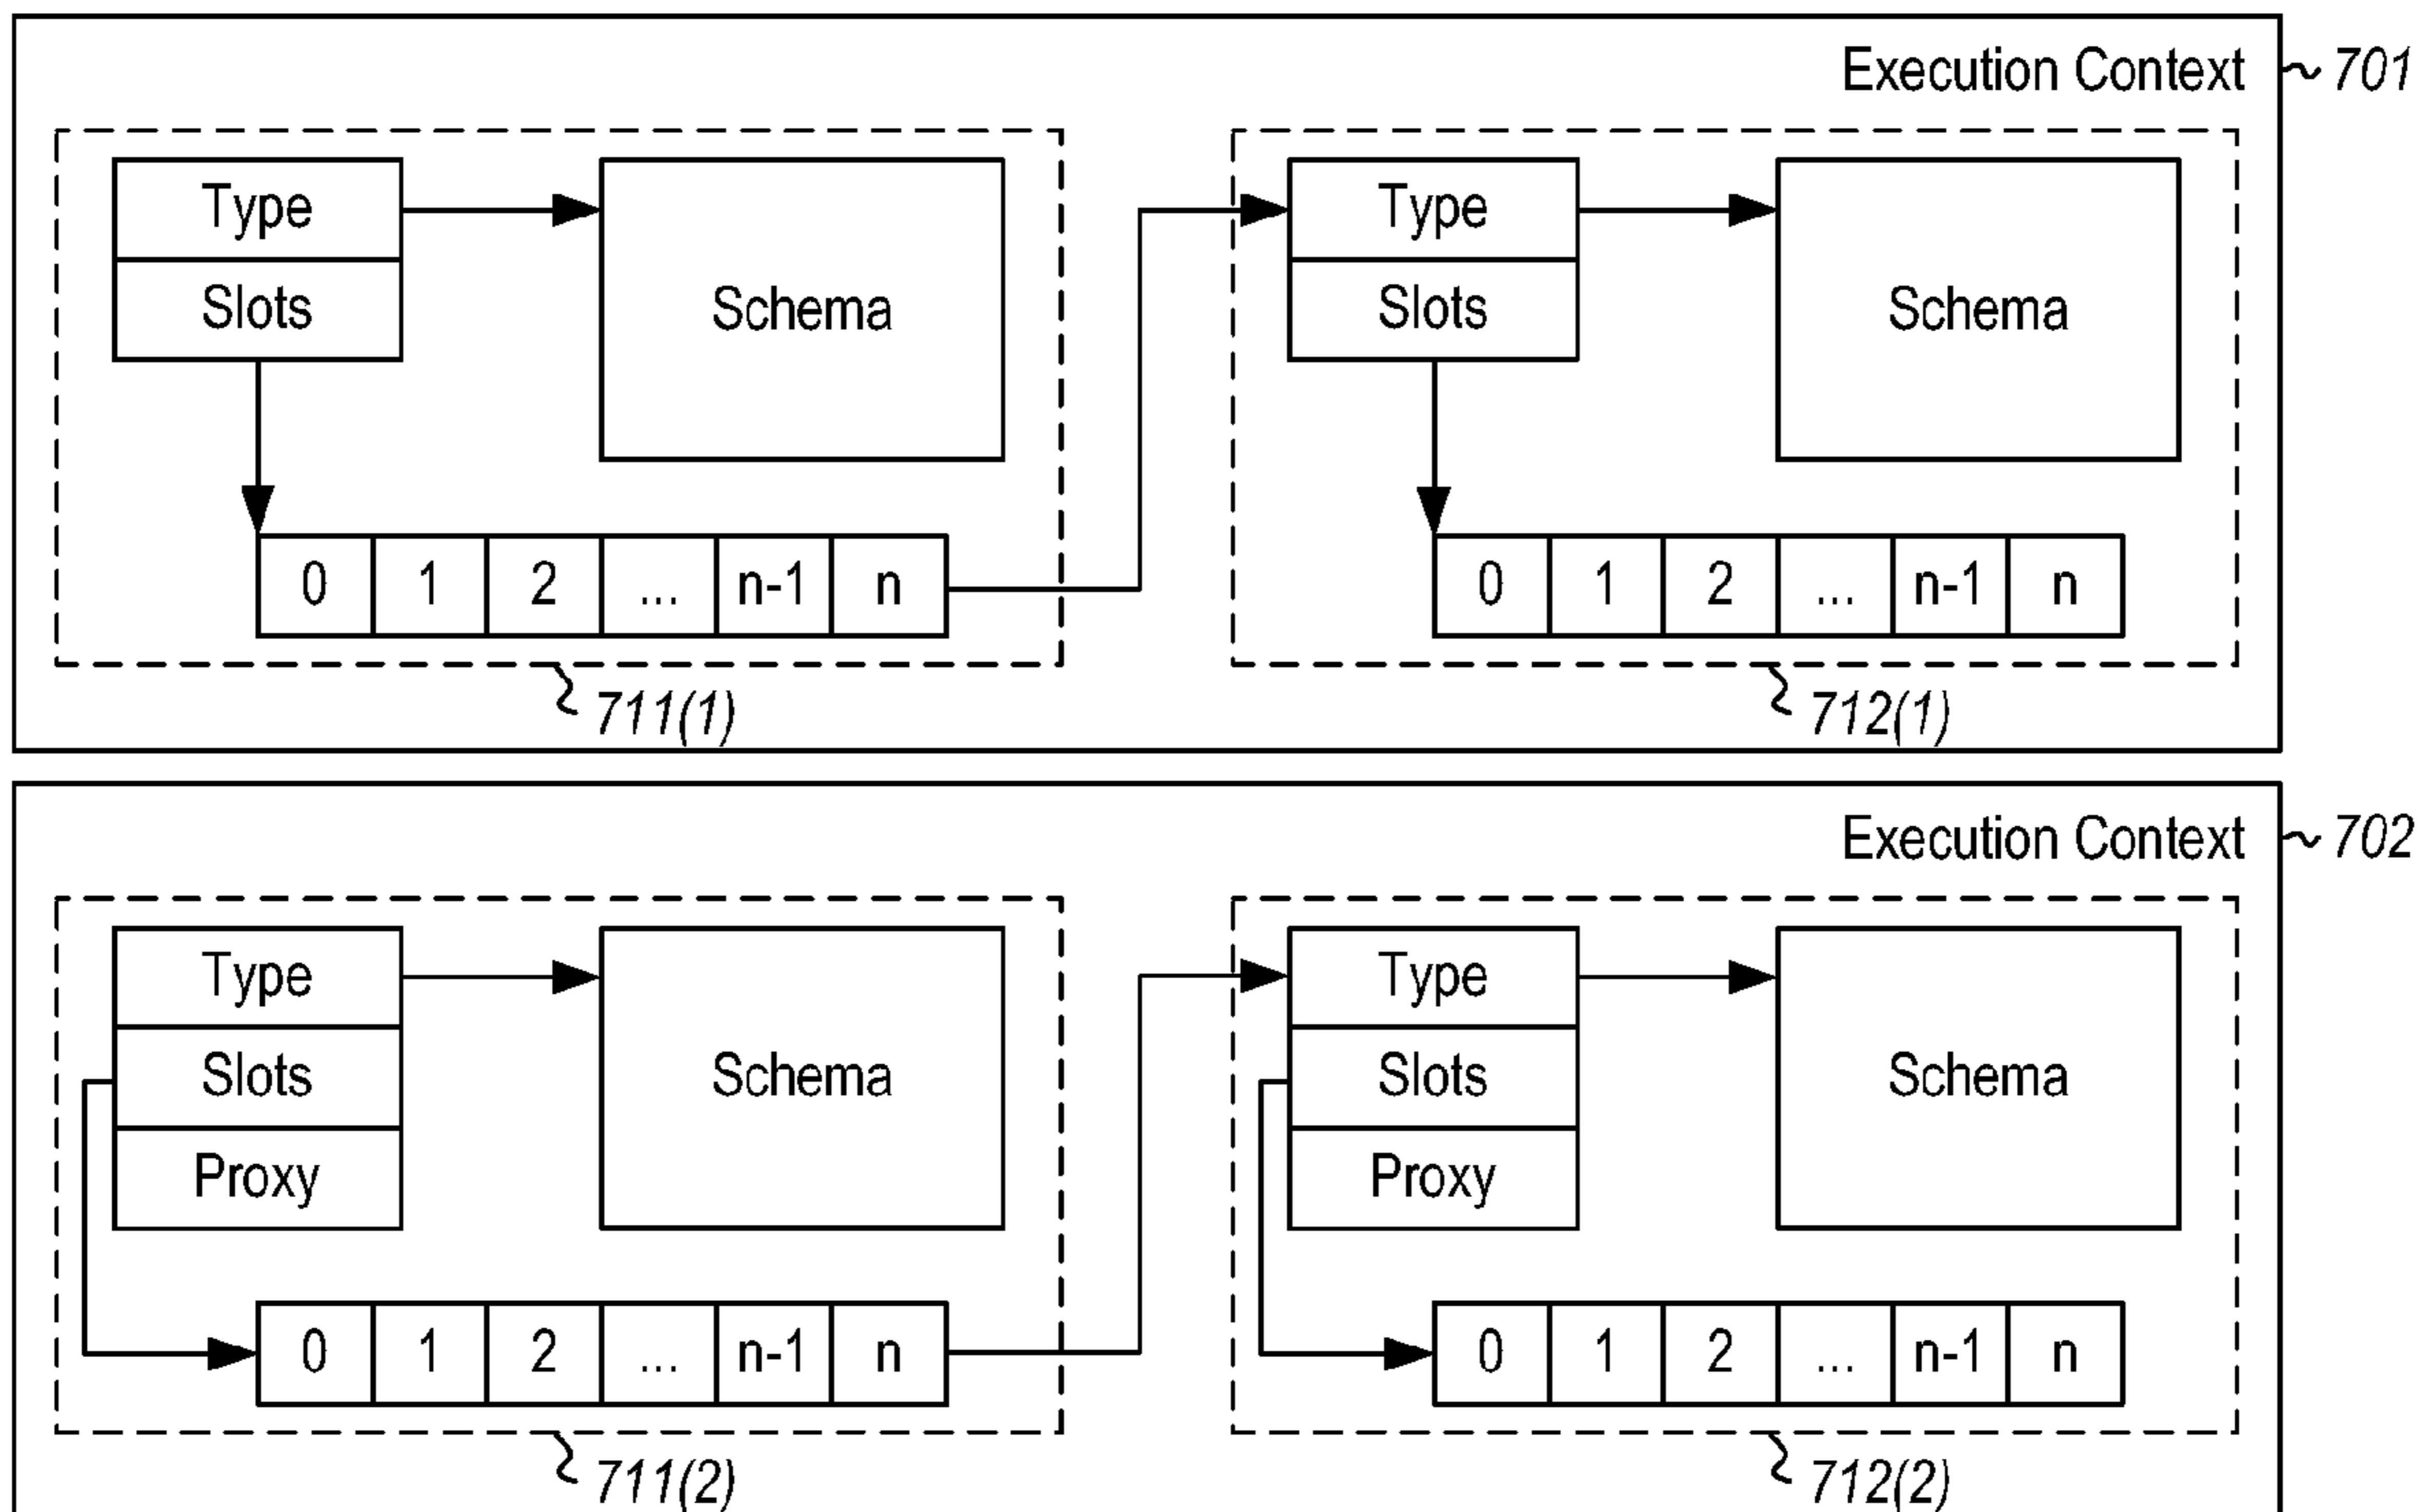 Execution Context 701
Type Type
Slots Schema Slots Schema
0 1 2 ... n-1 n 0 1 2 ... n-1 n
711(1) 712(1)
Execution Context 702
Type Type
Slots Schema Slots Schema
Proxy Proxy
0 1 2 ... n-1 n 0 1 2 ... n-1 n
711(2) 712(2)